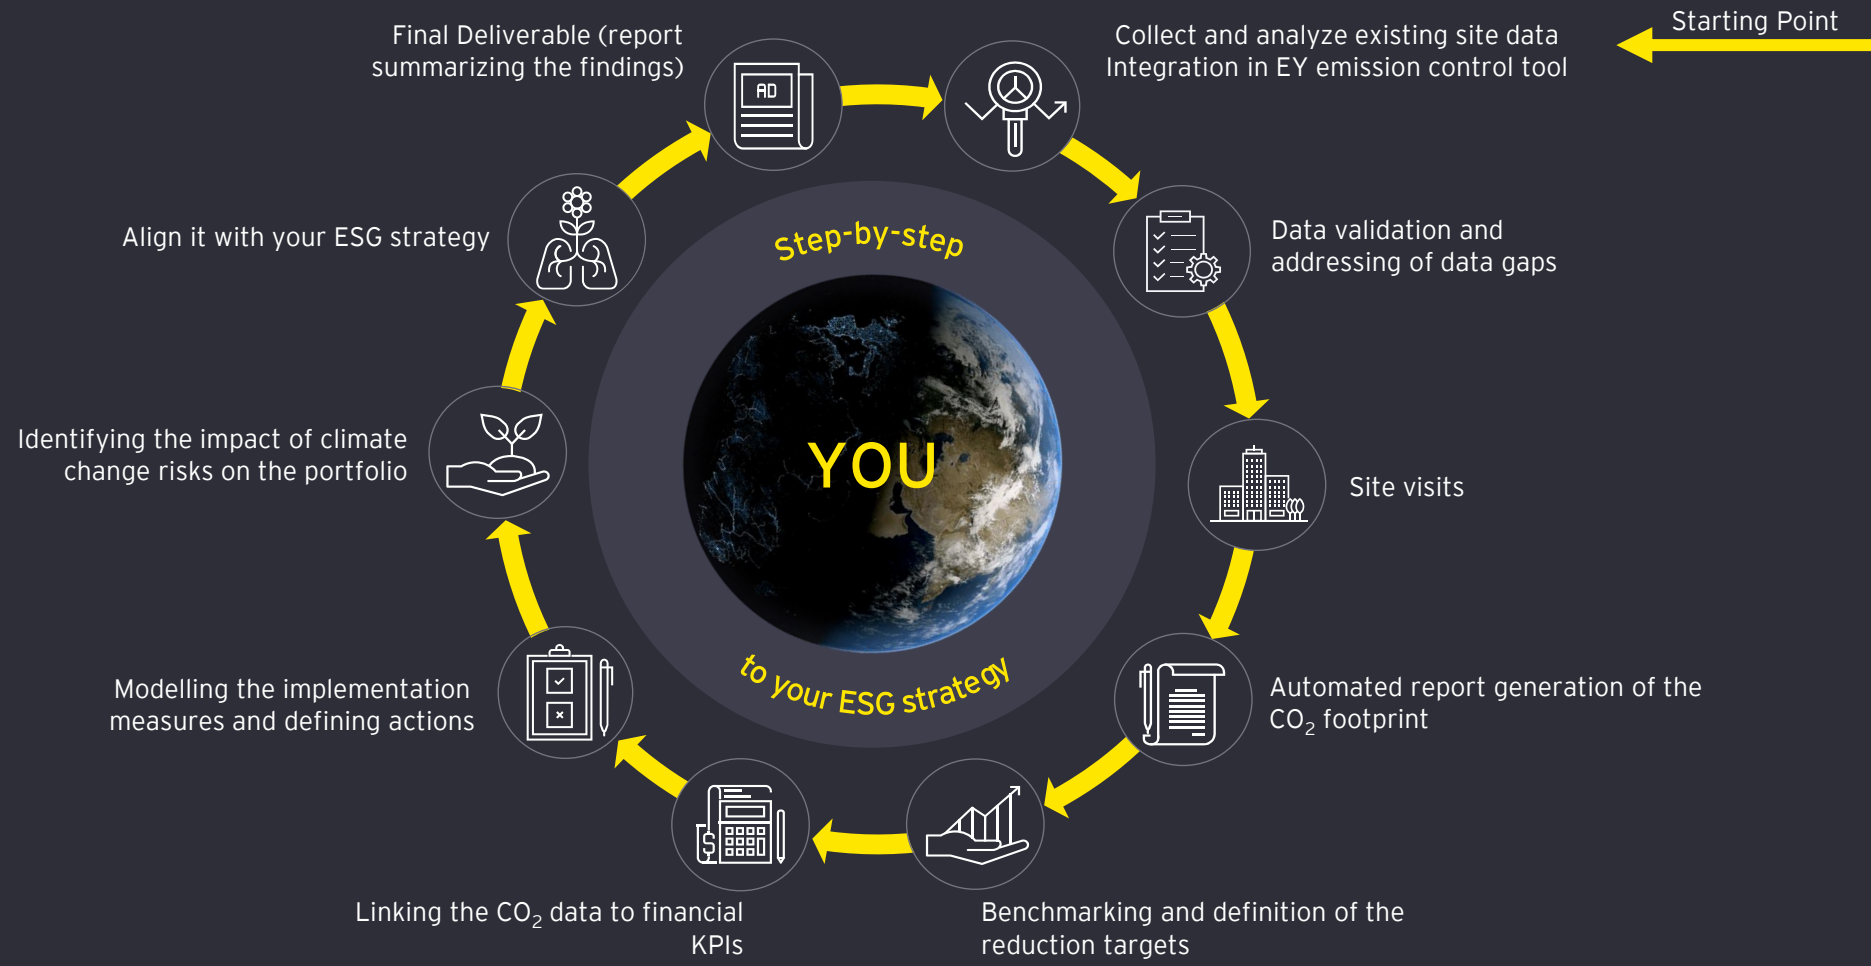 Starting Point
Collect and analyze existing site data
Integration in EY emission control tool
Data validation and
addressing of data gaps
Site visits
Automated report generation of the
CO₂ footprint
Benchmarking and definition of the
reduction targets
Linking the CO₂ data to financial
KPIs
Modelling the implementation
measures and defining actions
Identifying the impact of climate
change risks on the portfolio
Align it with your ESG strategy
Final Deliverable (report
summarizing the findings)
AD
Step-by-step
YOU
to your ESG strategy
$